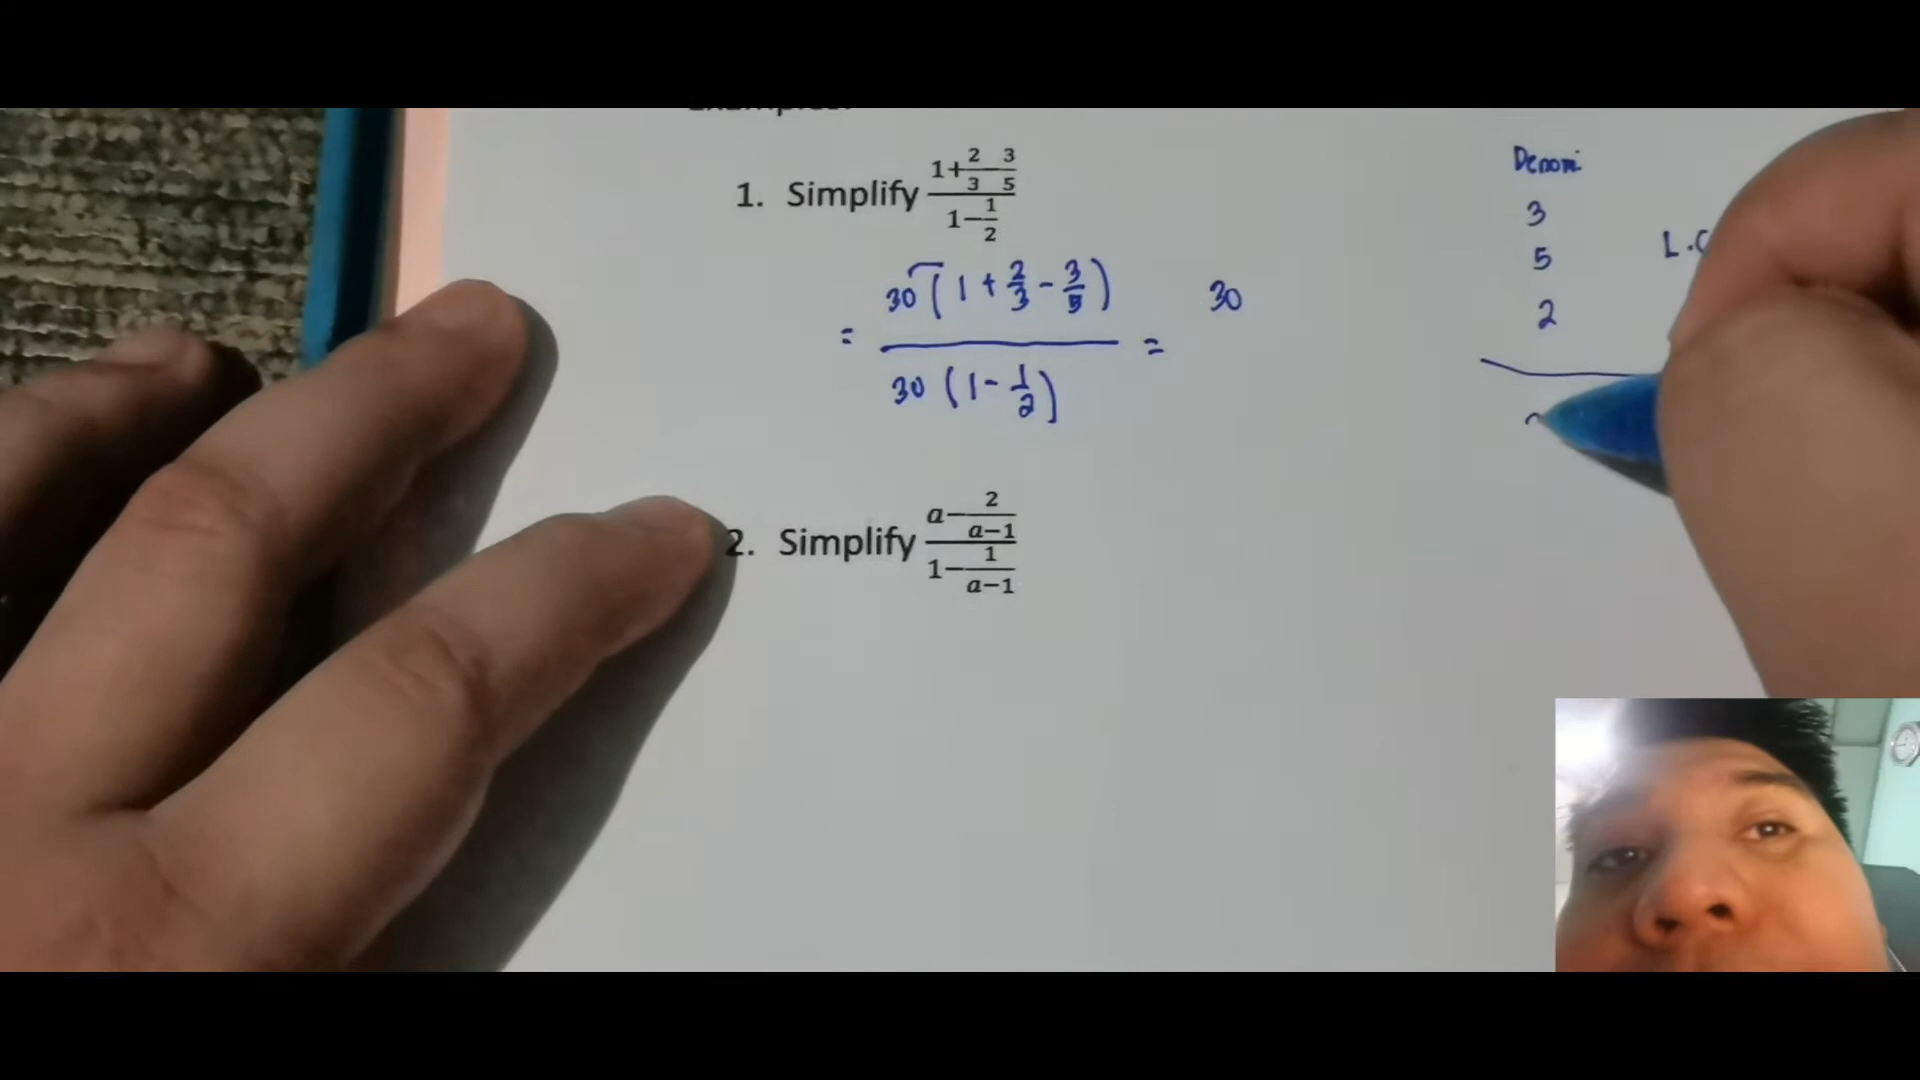 1. Simplify (1+2/3-3/5)/(1-1/2)
= 30(1+2/3-3/5)/30(1-1/2) = 30
2. Simplify (a-2/(a-1))/(1-1/(a-1))
Denomi
3
5
2